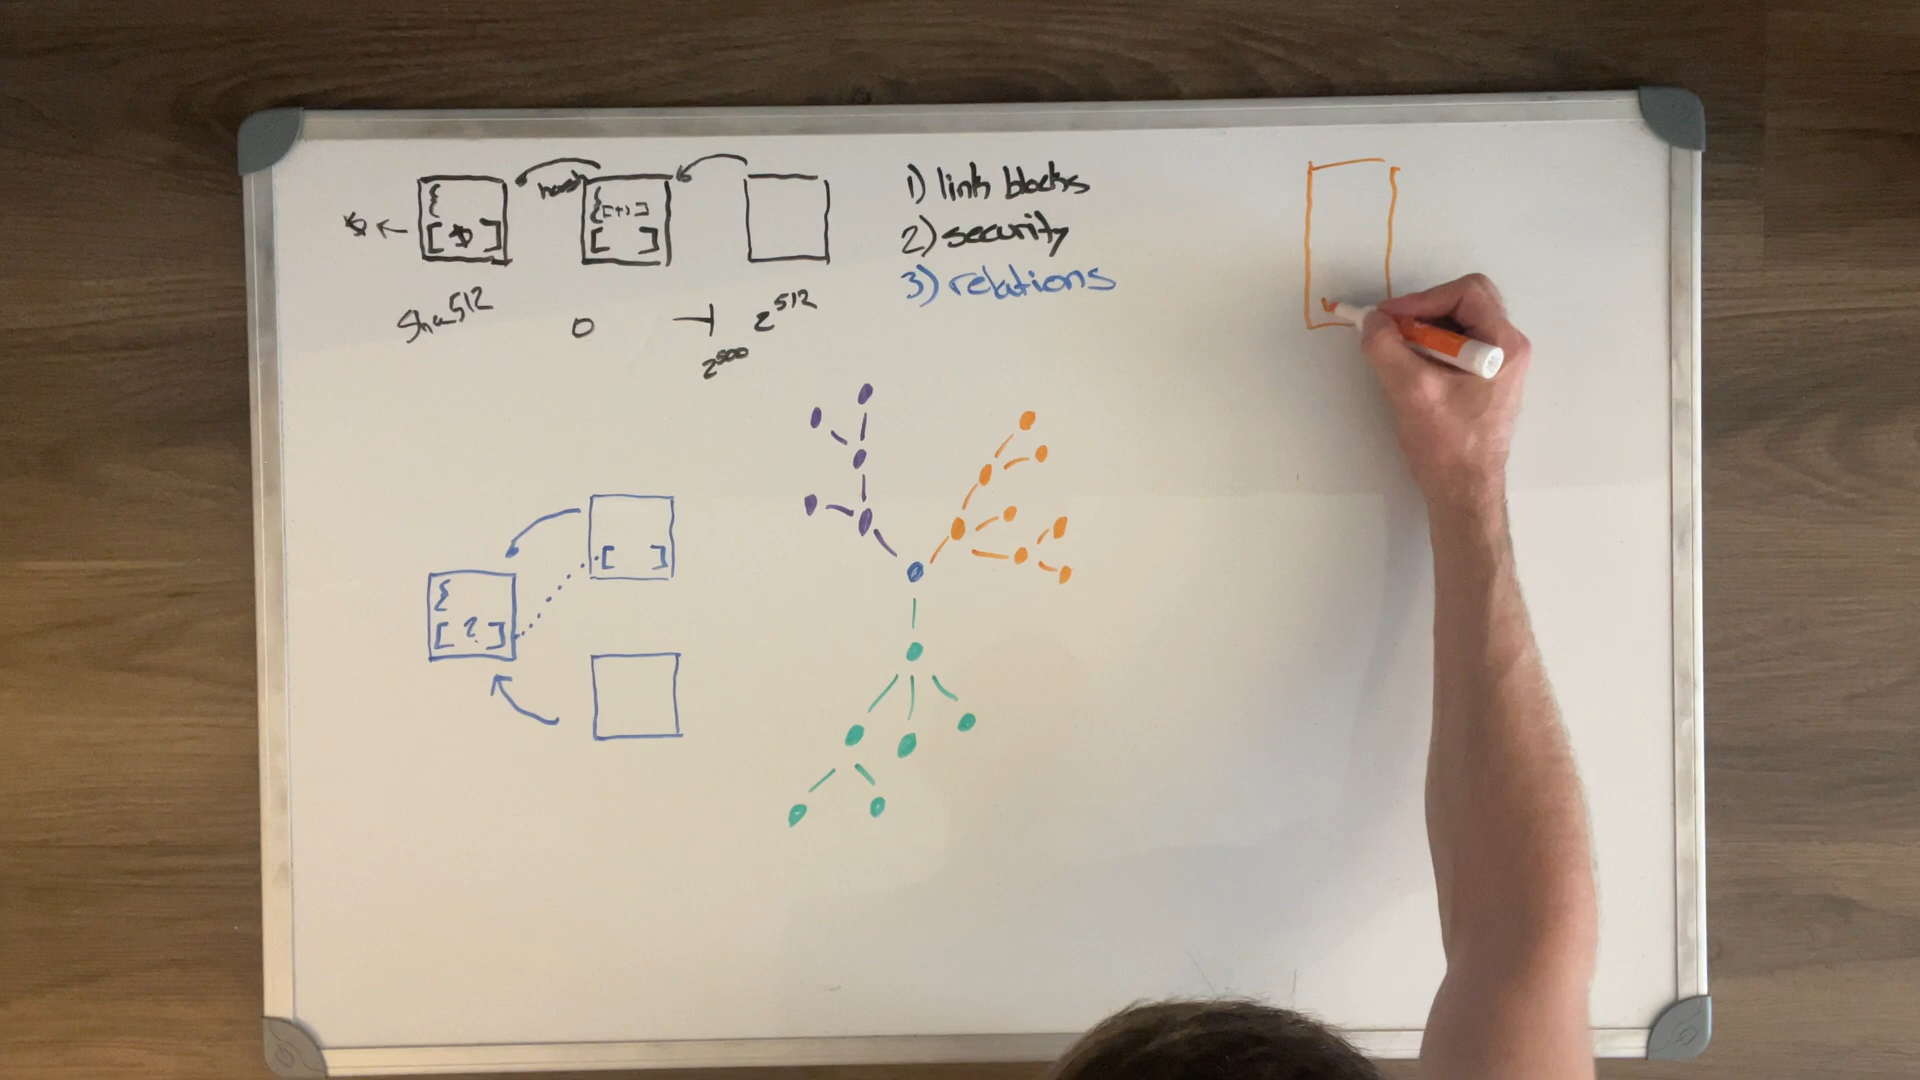 hash
1) link blocks
2) security
3) relations
Sha512
0
2^512
2^500
[ ? ]